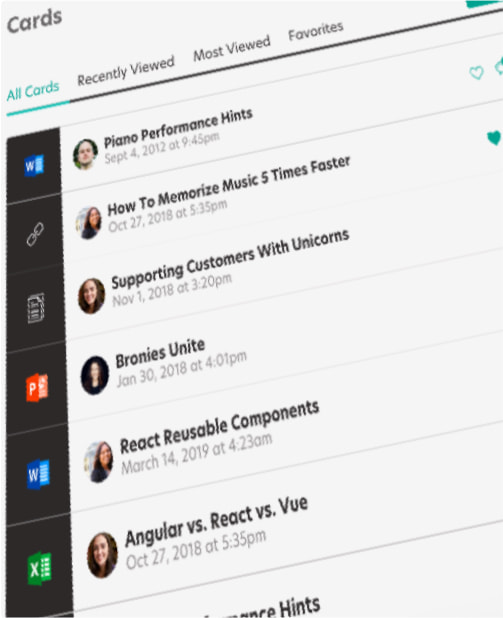 Cards
All Cards
Recently Viewed
Most Viewed
Favorites
W
Piano Performance Hints
Sept 4, 2012 at 9:45pm
How To Memorize Music 5 Times Faster
Oct 27, 2018 at 5:35pm
Supporting Customers With Unicorns
Nov 1, 2018 at 3:20pm
P
Bronies Unite
Jan 30, 2018 at 4:01pm
W
React Reusable Components
March 14, 2019 at 4:23am
X
Angular vs. React vs. Vue
Oct 27, 2018 at 5:35pm
Hints